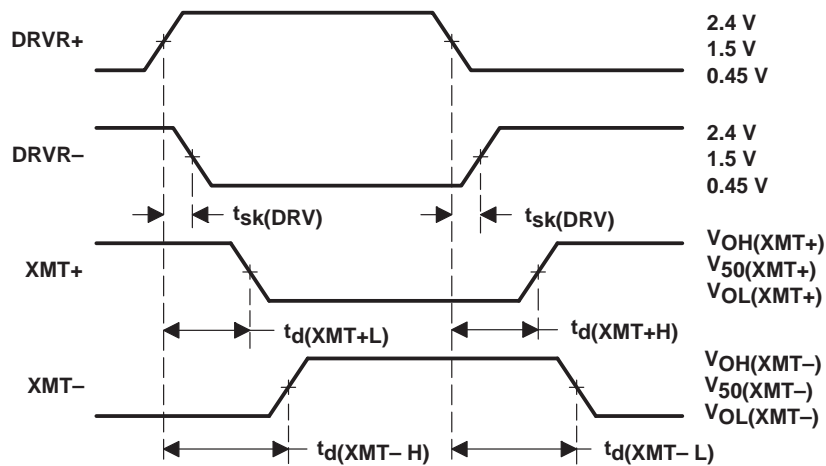 DRVR+
2.4 V
1.5 V
0.45 V
DRVR–
2.4 V
1.5 V
0.45 V
tsk(DRV)
tsk(DRV)
XMT+
VOH(XMT+)
V50(XMT+)
VOL(XMT+)
td(XMT+L)
td(XMT+H)
XMT–
VOH(XMT–)
V50(XMT–)
VOL(XMT–)
td(XMT– H)
td(XMT– L)